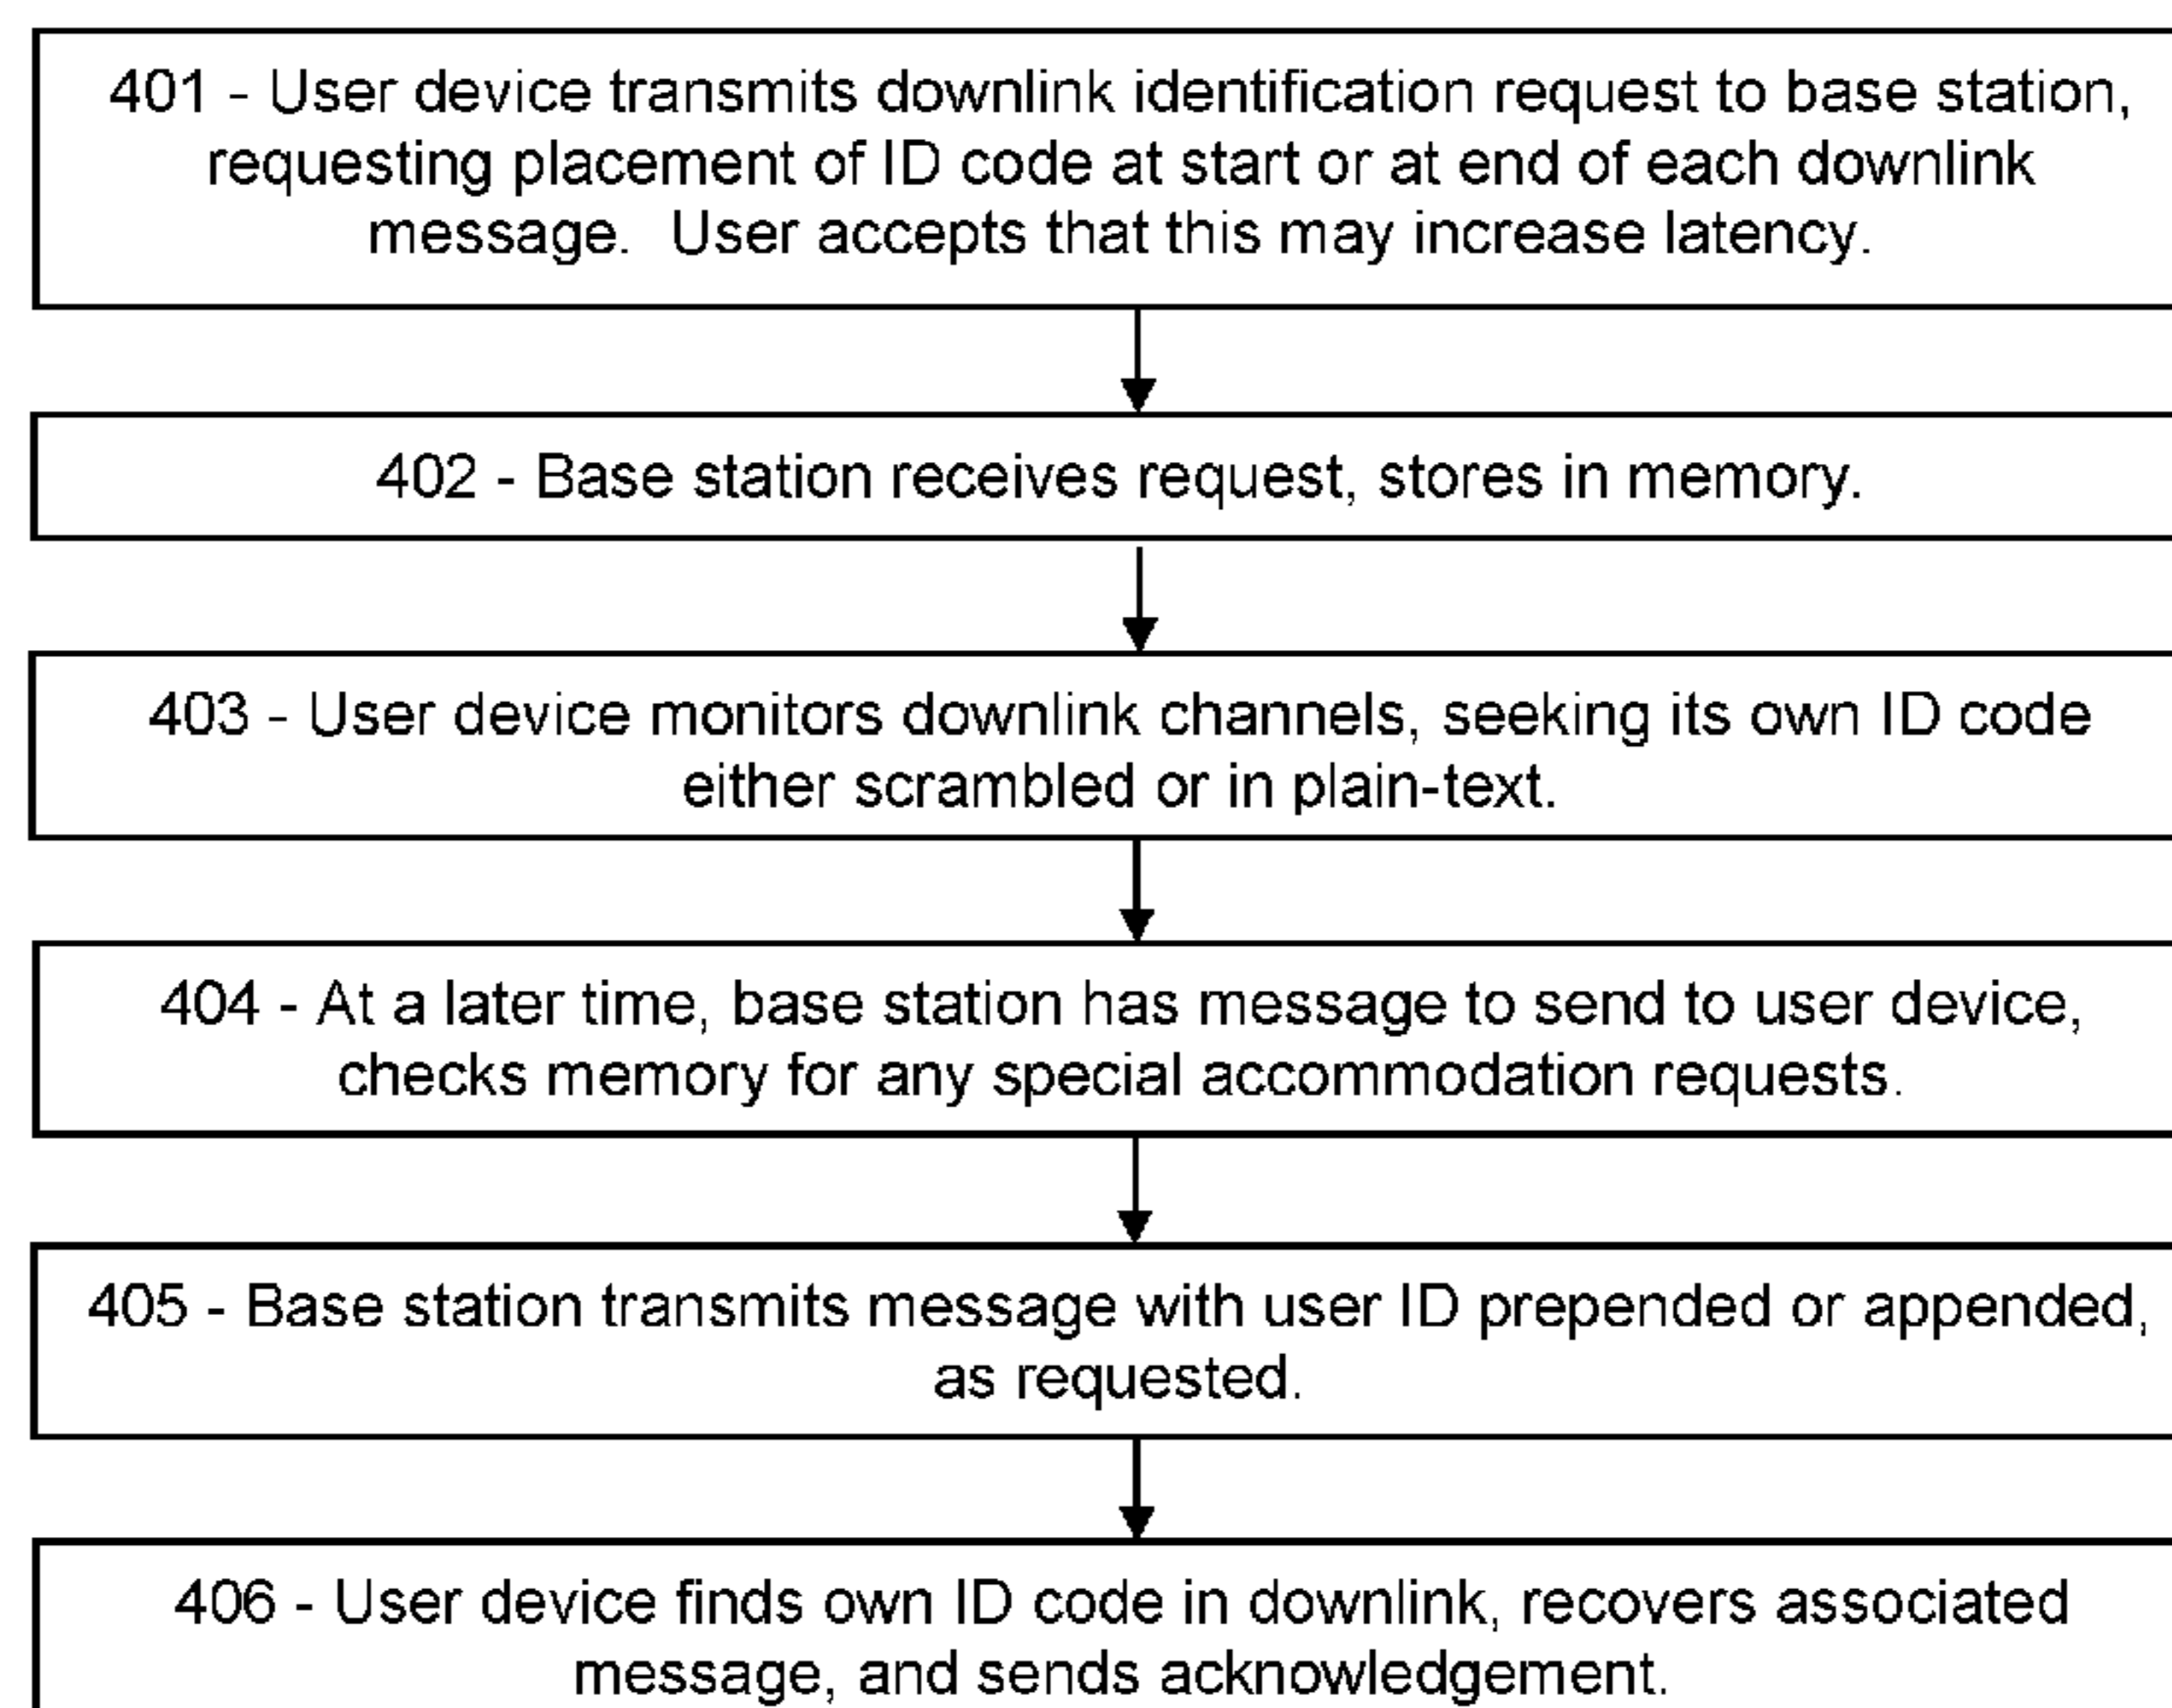 401 - User device transmits downlink identification request to base station,
requesting placement of ID code at start or at end of each downlink
message.  User accepts that this may increase latency.
402 - Base station receives request, stores in memory.
403 - User device monitors downlink channels, seeking its own ID code
either scrambled or in plain-text.
404 - At a later time, base station has message to send to user device,
checks memory for any special accommodation requests.
405 - Base station transmits message with user ID prepended or appended,
as requested.
406 - User device finds own ID code in downlink, recovers associated
message, and sends acknowledgement.